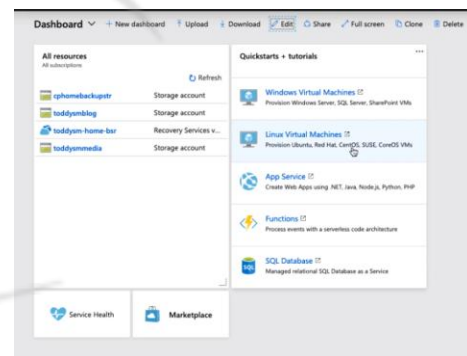 Dashboard + New dashboard Upload Download Edit Share Full screen Clone Delete
All resources
All subscriptions
Refresh
cphomebackupstr Storage account
toddysmblog Storage account
toddysm-home-bsr Recovery Services v...
toddysmmedia Storage account
Service Health
Marketplace
Quickstarts + tutorials
Windows Virtual Machines
Provision Windows Server, SQL Server, SharePoint VMs
Linux Virtual Machines
Provision Ubuntu, Red Hat, CentOS, SUSE, CoreOS VMs
App Service
Create Web Apps using .NET, Java, Node.js, Python, PHP
Functions
Process events with a serverless code architecture
SQL Database
Managed relational SQL Database as a Service
SQL